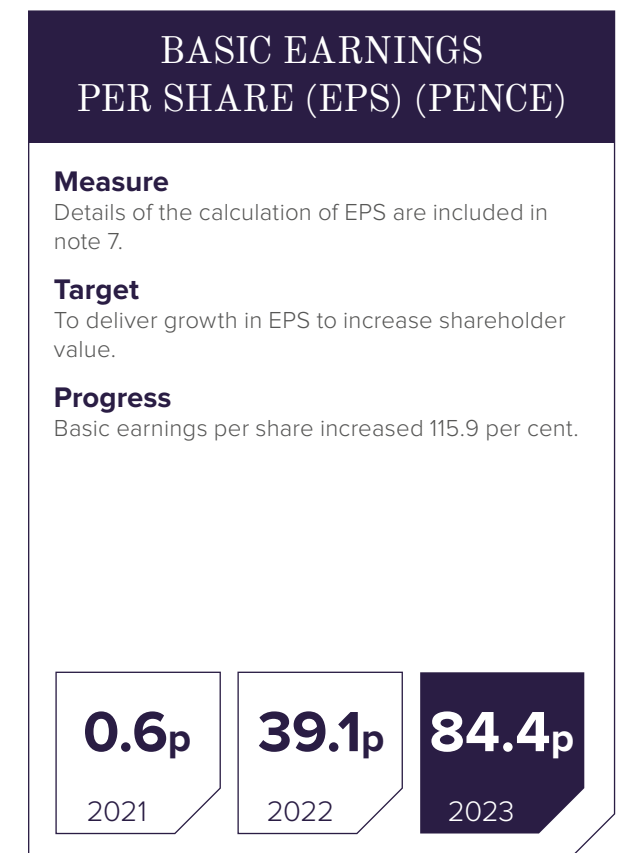 BASIC EARNINGS
PER SHARE (EPS) (PENCE)
Measure
Details of the calculation of EPS are included in
note 7.
Target
To deliver growth in EPS to increase shareholder
value.
Progress
Basic earnings per share increased 115.9 per cent.
0.6p 39.1p 84.4p
2021 2022 2023